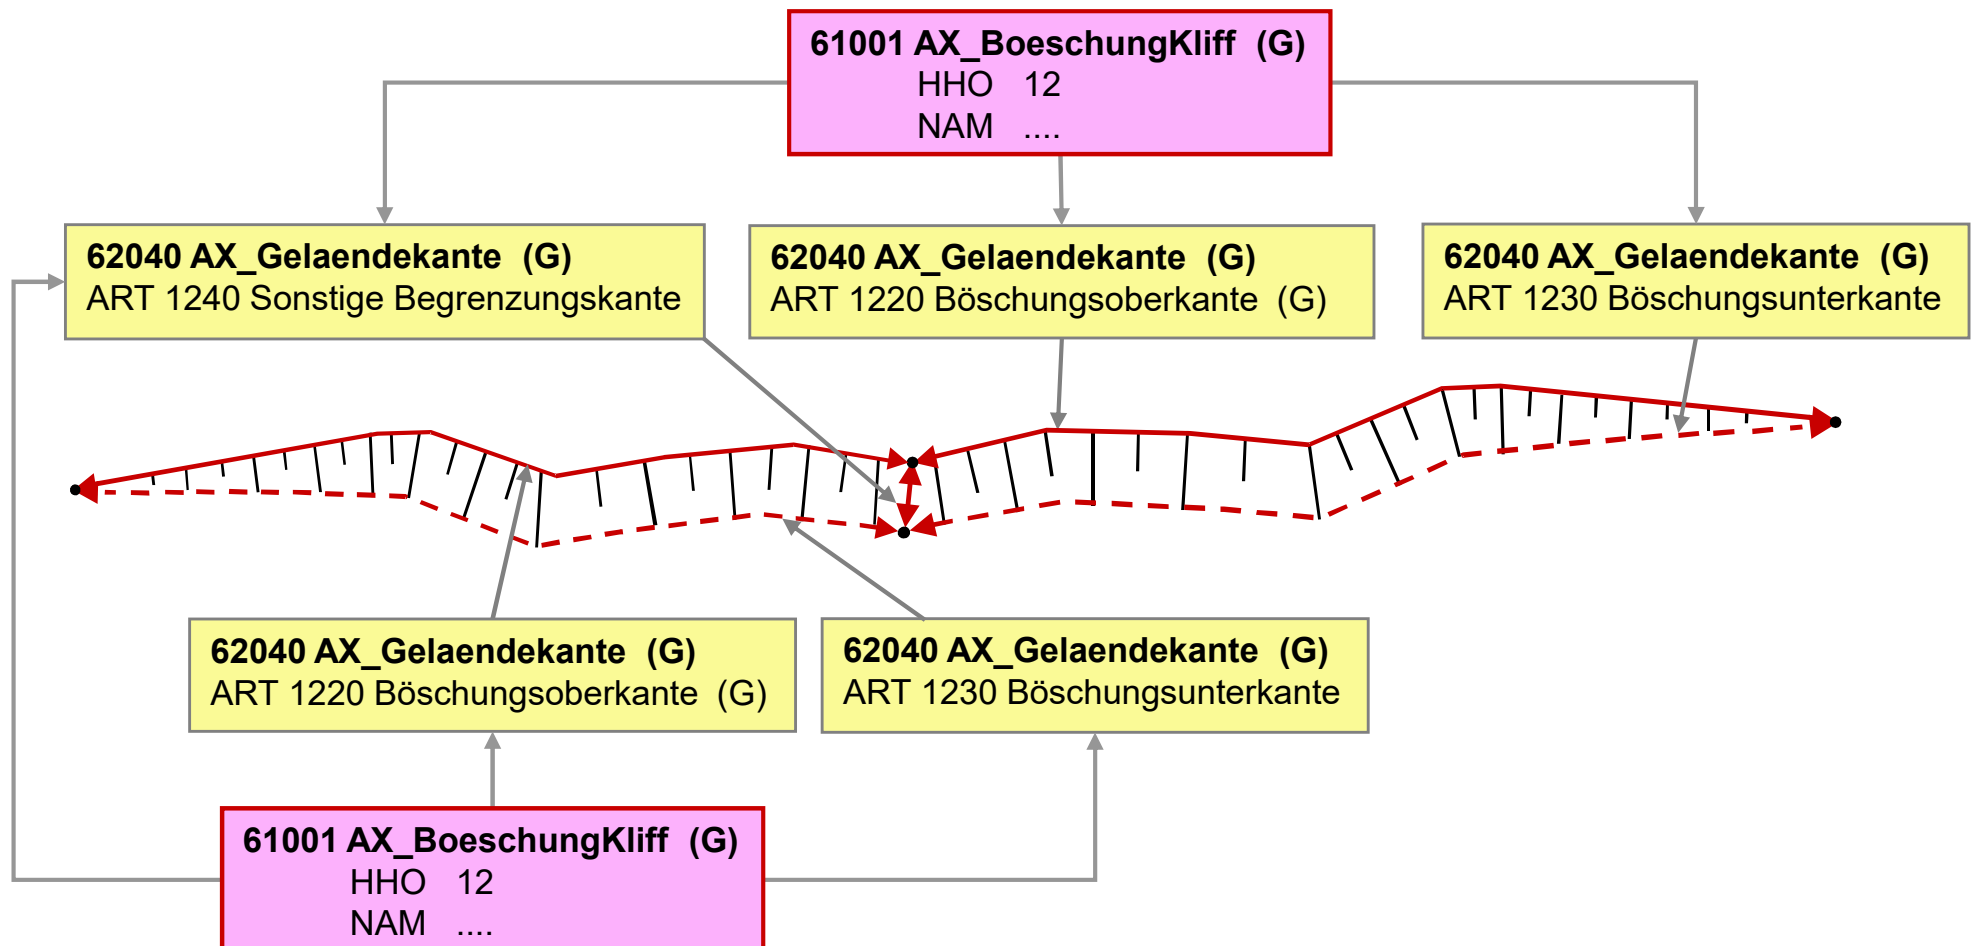 61001 AX_BoeschungKliff (G)
HHO 12
NAM ....
62040 AX_Gelaendekante (G)
ART 1240 Sonstige Begrenzungskante
62040 AX_Gelaendekante (G)
ART 1220 Böschungsoberkante (G)
62040 AX_Gelaendekante (G)
ART 1230 Böschungsunterkante
62040 AX_Gelaendekante (G)
ART 1220 Böschungsoberkante (G)
62040 AX_Gelaendekante (G)
ART 1230 Böschungsunterkante
61001 AX_BoeschungKliff (G)
HHO 12
NAM ....